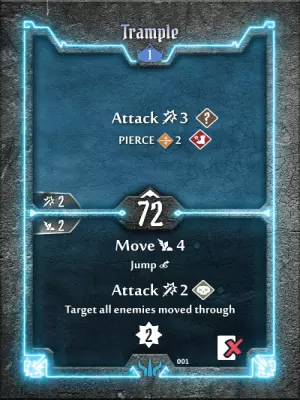 Trample
1
Attack 3 ?
PIERCE 2
2
72
2
Move 4
Jump
Attack 2
Target all enemies moved through
2
001